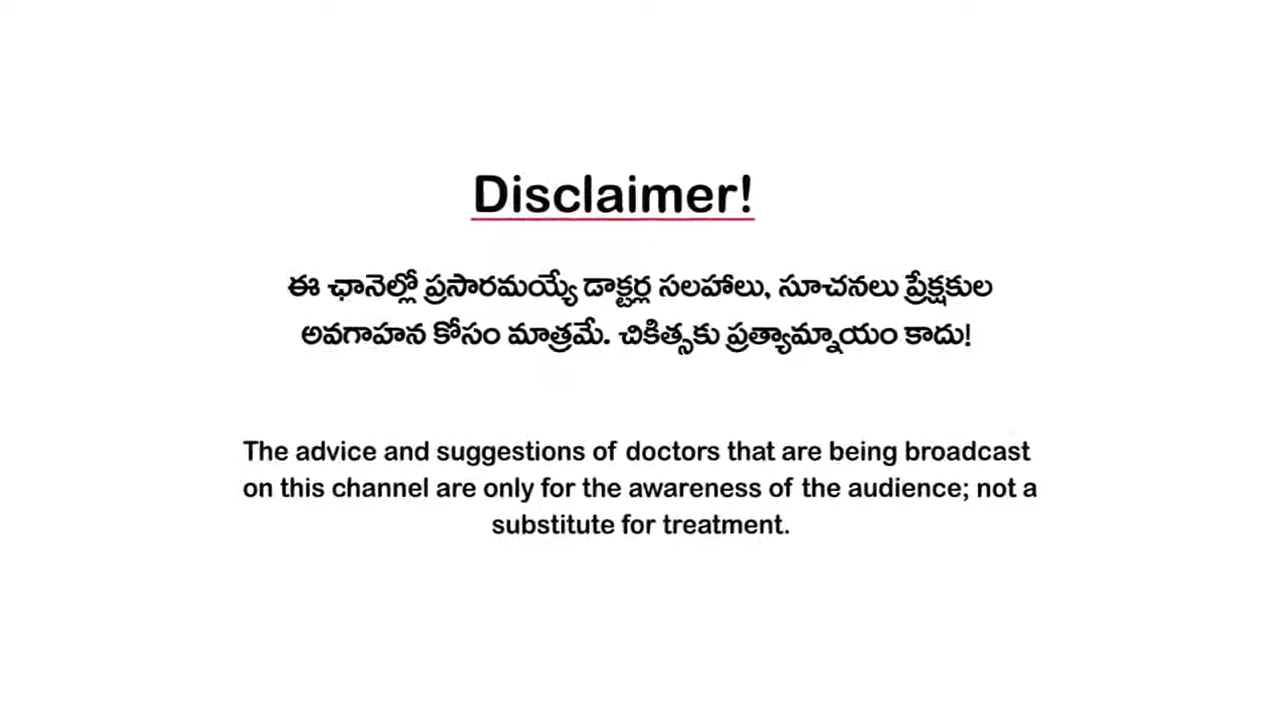 Disclaimer!
ఈ ఛానెల్లో ప్రసారమయ్యే డాక్టర్ల సలహాలు, సూచనలు ప్రేక్షకుల
అవగాహన కోసం మాత్రమే. చికిత్సకు ప్రత్యామ్నాయం కాదు!
The advice and suggestions of doctors that are being broadcast
on this channel are only for the awareness of the audience; not a
substitute for treatment.